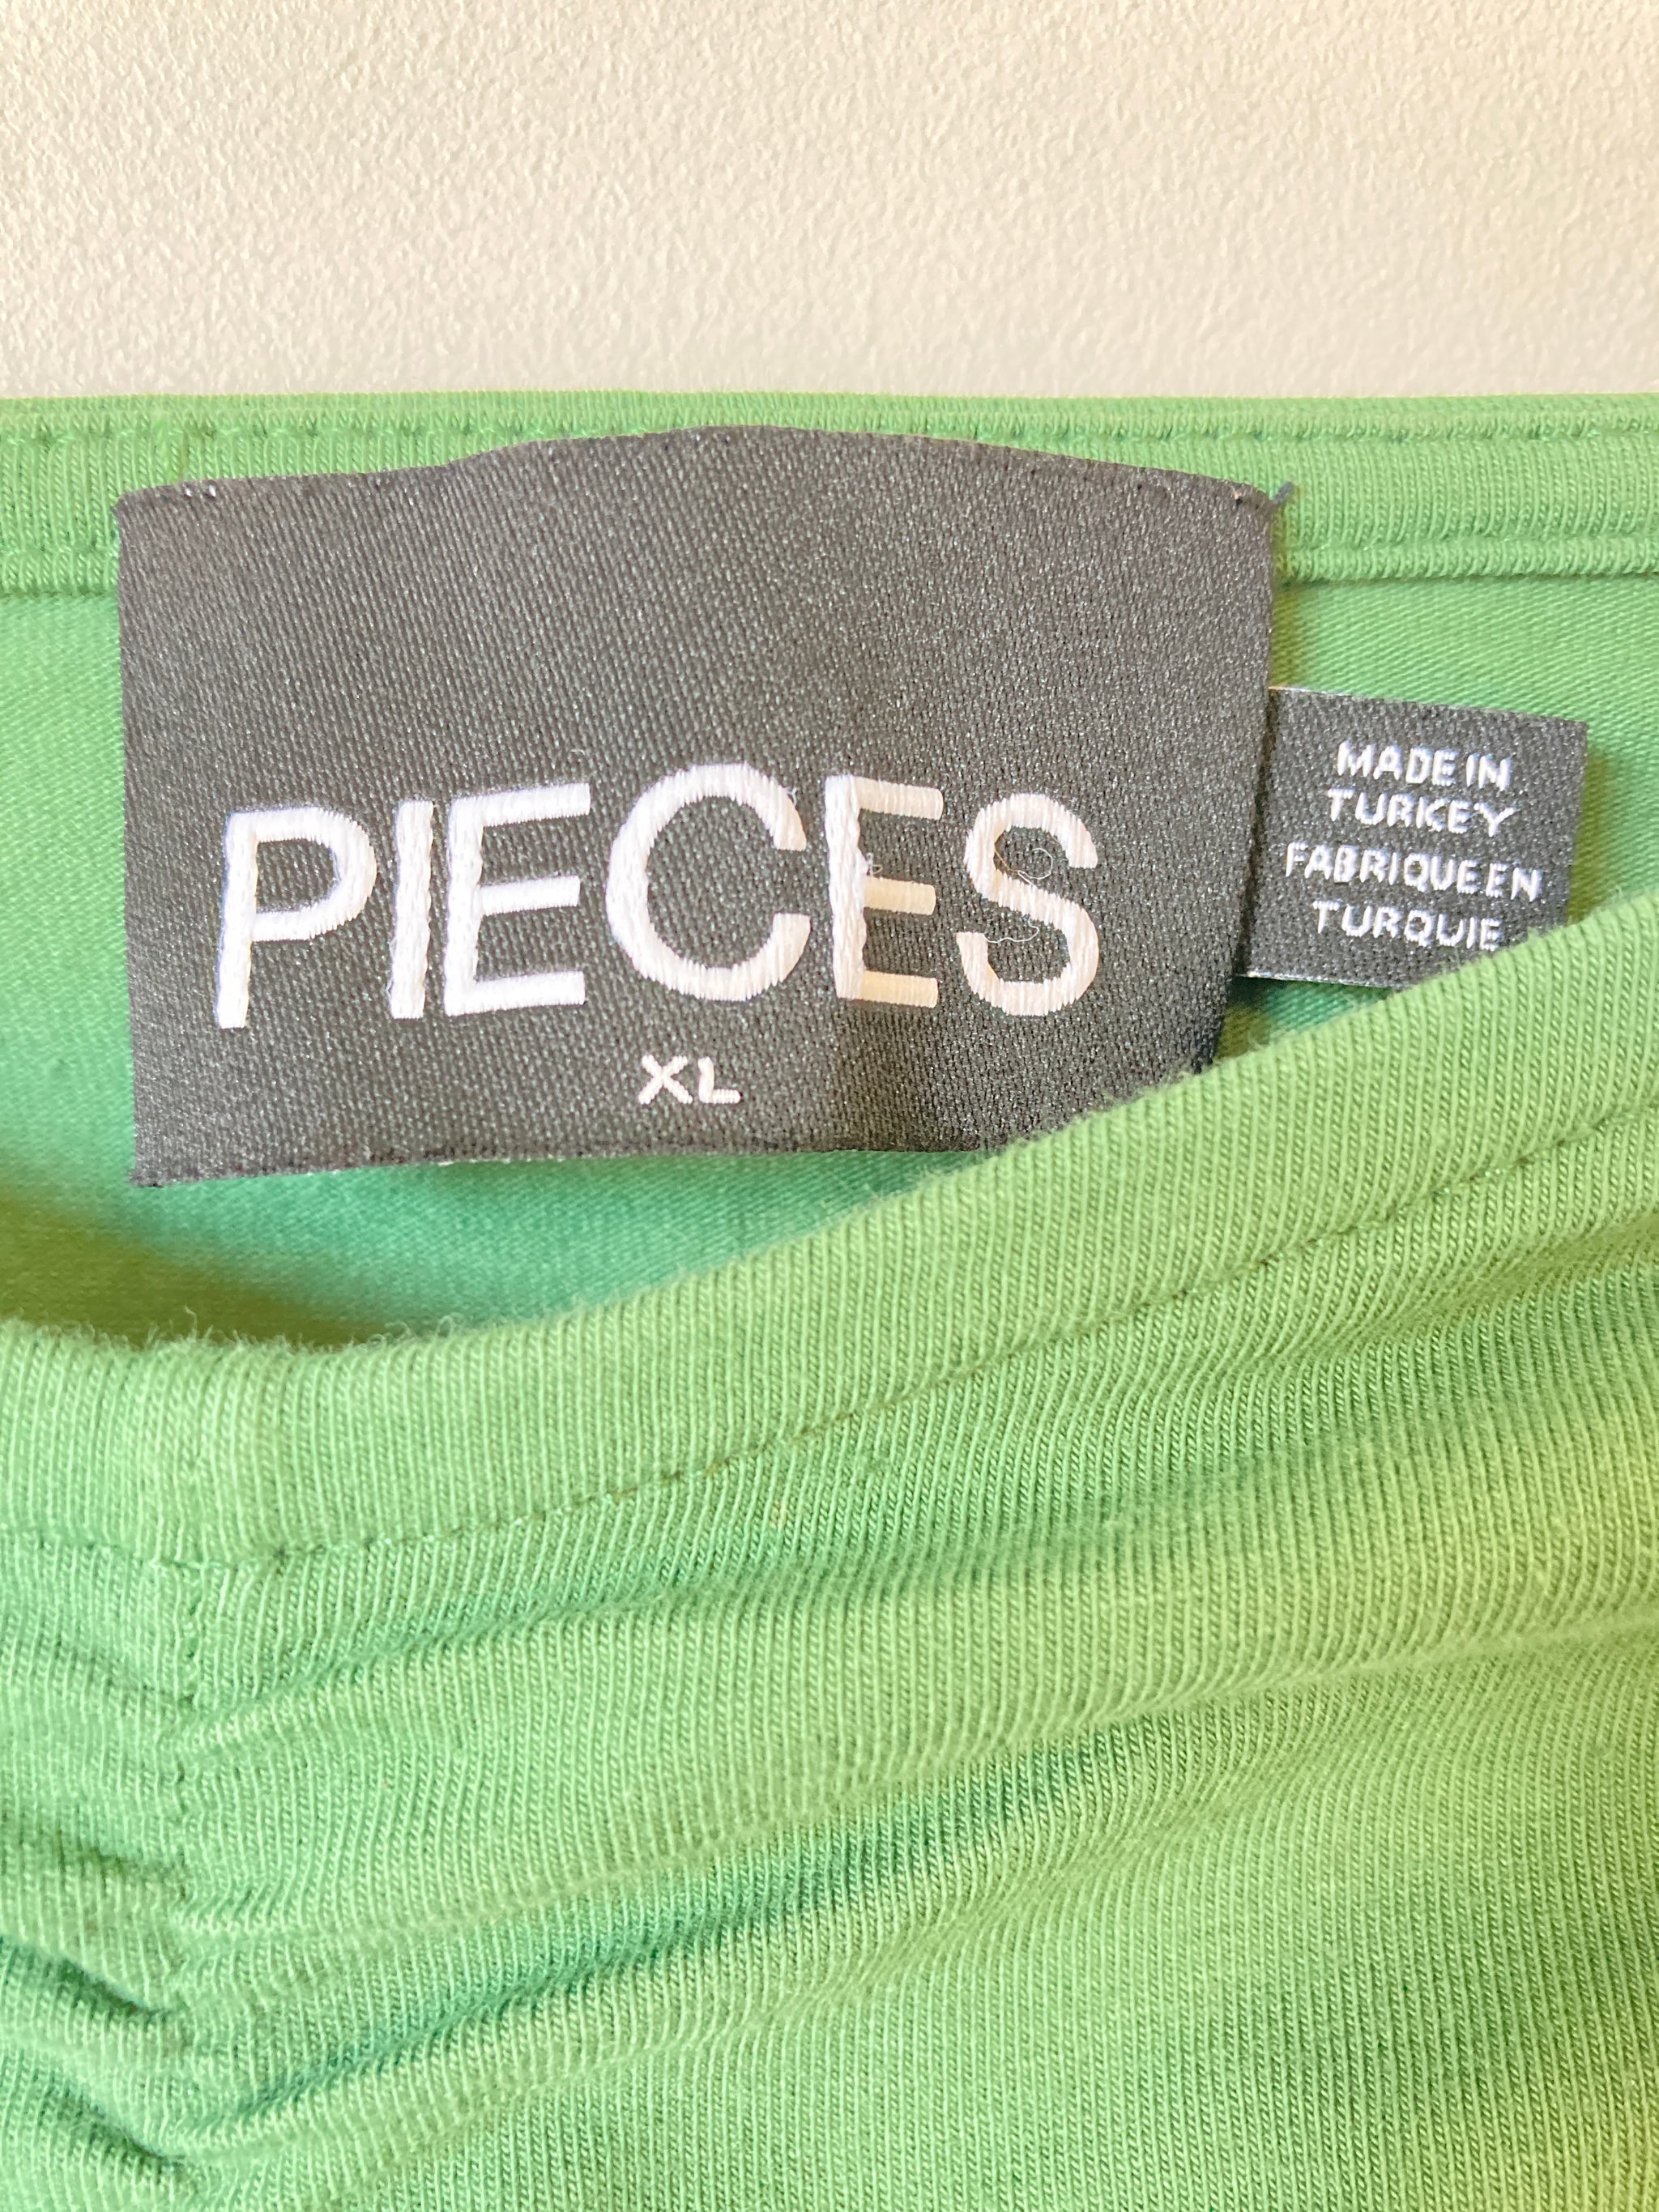 PIECES
XL
MADE IN
TURKEY
FABRIQUE EN
TURQUIE